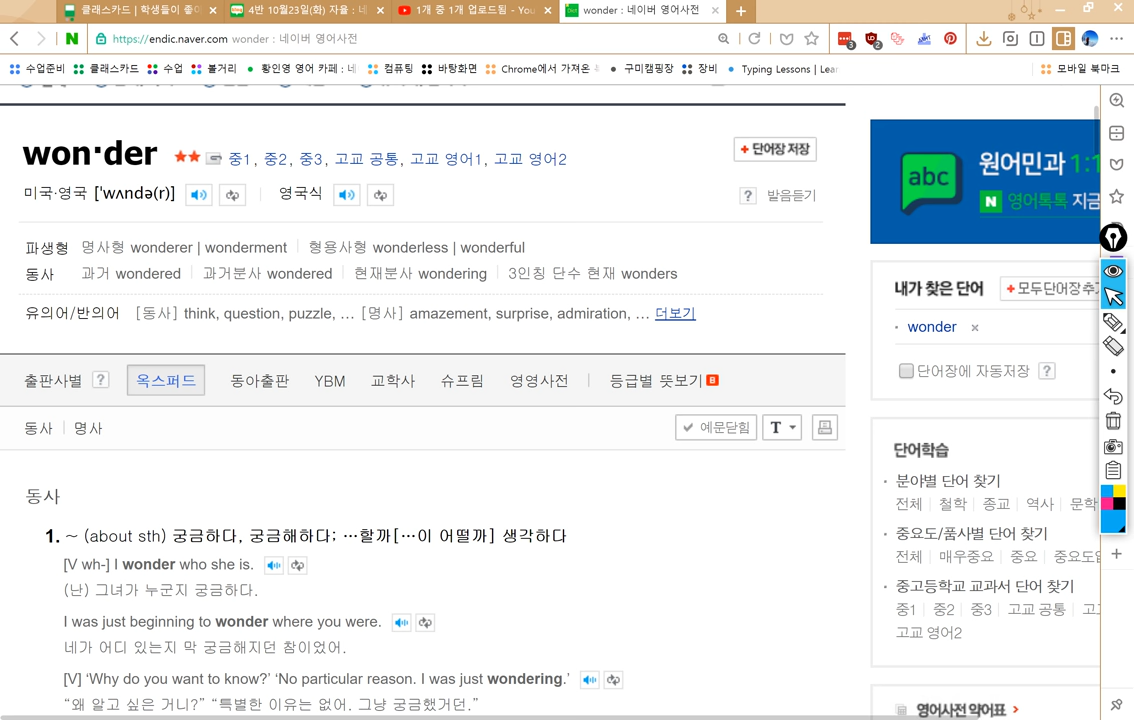 클래스카드 | 학생들이 좋아
4반 10월23일(화) 자율 : 네
1개 중 1개 업로드됨 - You
wonder : 네이버 영어사전
https://endic.naver.com wonder : 네이버 영어사전
수업준비 클래스카드 수업 볼거리 황인영 영어 카페 : 네 컴퓨팅 바탕화면 Chrome에서 가져온 구미캠핑장 장비 Typing Lessons | Lear 모바일 북마크
won·der 중1, 중2, 중3, 고교 공통, 고교 영어1, 고교 영어2 + 단어장 저장
미국·영국 ['wʌndə(r)] 영국식 ? 발음듣기
파생형 명사형 wonderer | wonderment 형용사형 wonderless | wonderful
동사 과거 wondered 과거분사 wondered 현재분사 wondering 3인칭 단수 현재 wonders
유의어/반의어 [동사] think, question, puzzle, … [명사] amazement, surprise, admiration, … 더보기
출판사별 ? 옥스퍼드 동아출판 YBM 교학사 슈프림 영영사전 등급별 뜻보기
동사 명사 예문닫힘 T
동사
1. ~ (about sth) 궁금하다, 궁금해하다; …할까[…이 어떨까] 생각하다
[V wh-] I wonder who she is.
(난) 그녀가 누군지 궁금하다.
I was just beginning to wonder where you were.
네가 어디 있는지 막 궁금해지던 참이었어.
[V] ‘Why do you want to know?’ ‘No particular reason. I was just wondering.’
“왜 알고 싶은 거니?” “특별한 이유는 없어. 그냥 궁금했거던.”
abc 원어민과 1:1
N 영어톡톡 지금
내가 찾은 단어 + 모두단어장추가
wonder ×
단어장에 자동저장 ?
단어학습
분야별 단어 찾기
전체 철학 종교 역사 문학
중요도/품사별 단어 찾기
전체 매우중요 중요 중요도없
중고등학교 교과서 단어 찾기
중1 중2 중3 고교 공통 고교
고교 영어2
영어사전 약어표